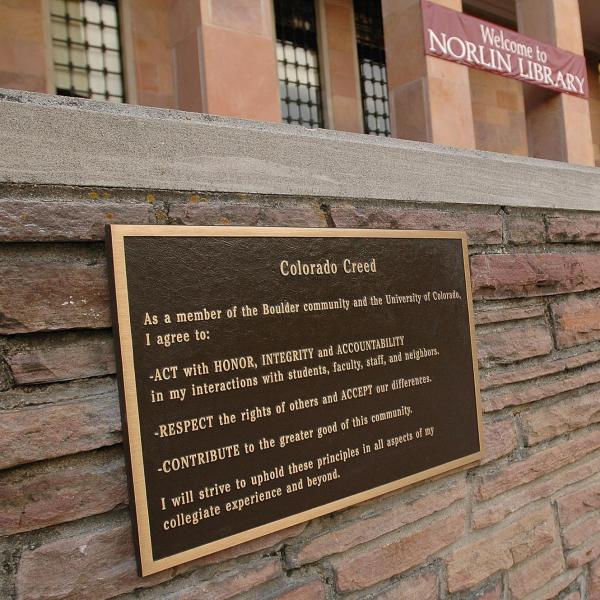 Welcome to
NORLIN LIBRARY
Colorado Creed
As a member of the Boulder community and the University of Colorado,
I agree to:
-ACT with HONOR, INTEGRITY and ACCOUNTABILITY
in my interactions with students, faculty, staff, and neighbors.
-RESPECT the rights of others and ACCEPT our differences.
-CONTRIBUTE to the greater good of this community.
I will strive to uphold these principles in all aspects of my
collegiate experience and beyond.